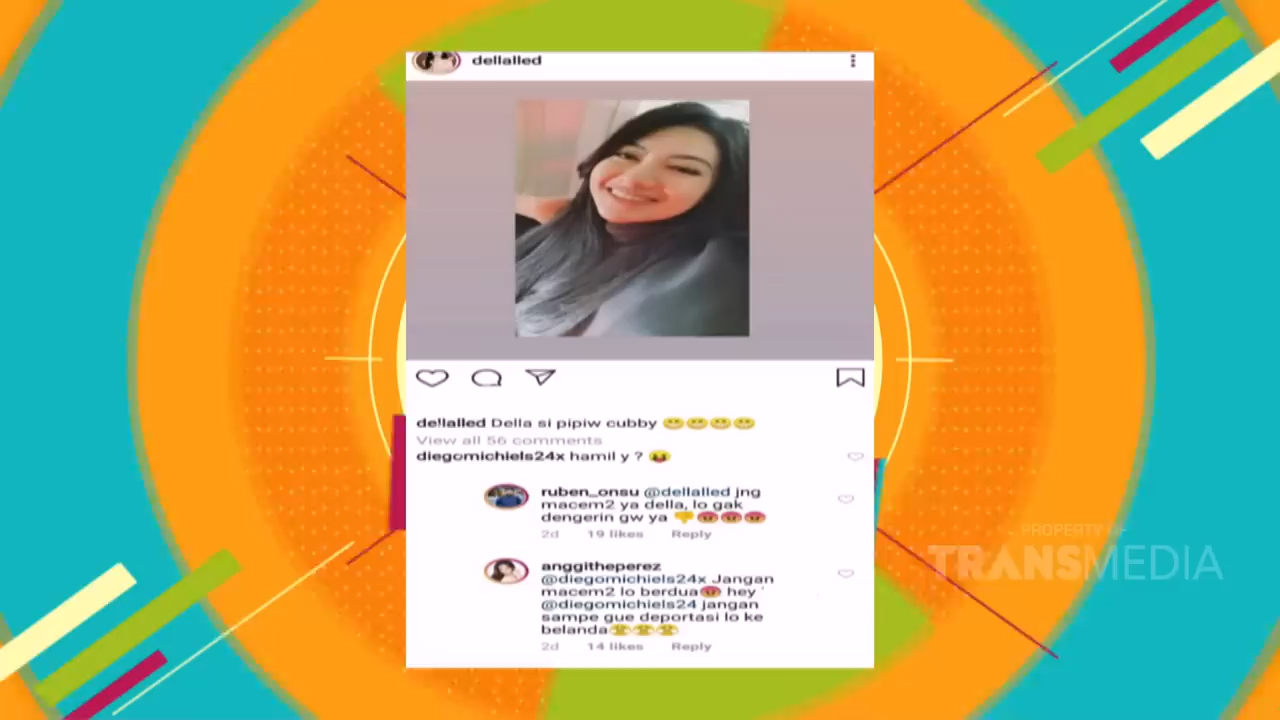 dellalled
dellalled Della si pipiw cubby 😁😁😁😁
View all 56 comments
diegomichiels24x hamil y ? 🤑
ruben_onsu @dellalled jng
macem2 ya della, lo gak
dengerin gw ya 👎😡😡😡
2d 19 likes Reply
anggitheperez
@diegomichiels24x Jangan
macem2 lo berdua😡 hey
@diegomichiels24 jangan
sampe gue deportasi lo ke
belanda😤😤😤
2d 14 likes Reply
PROPERTY OF
TRANSMEDIA